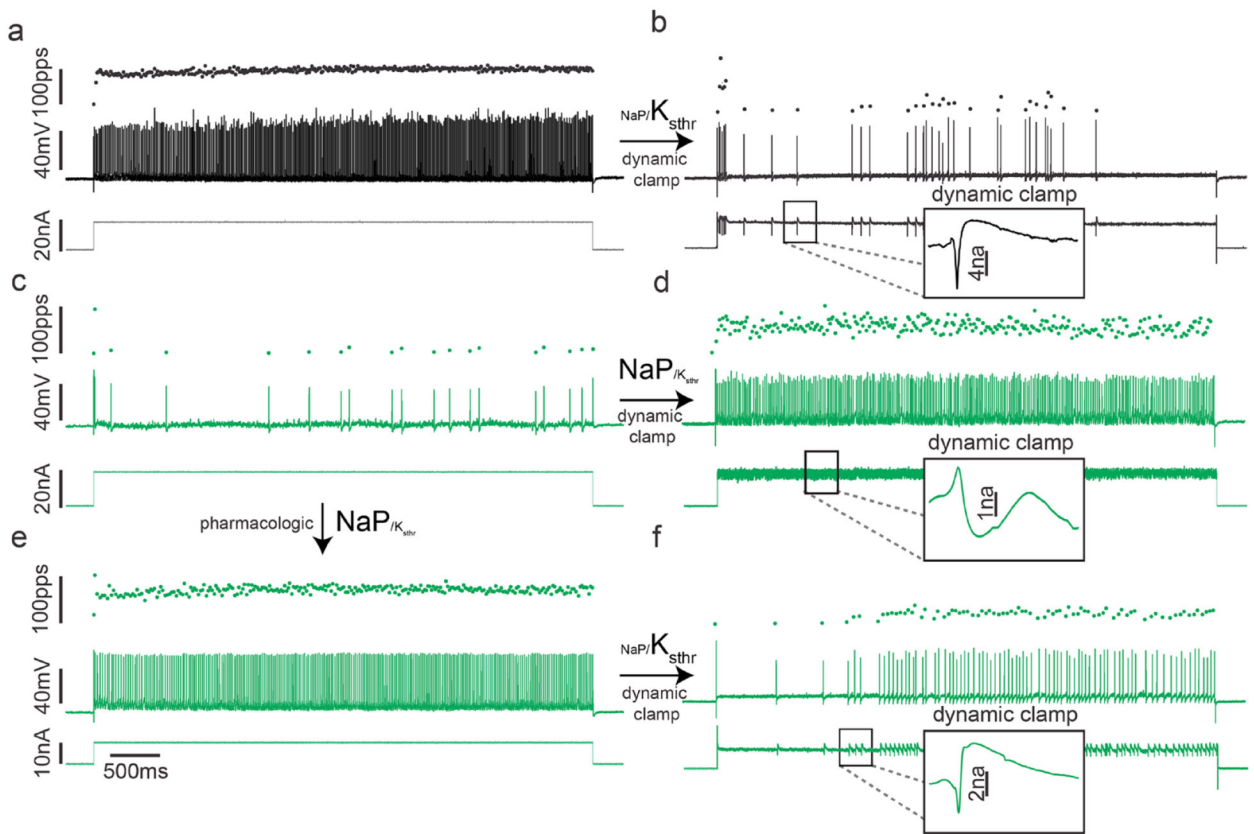 a
100pps
40mV
20nA
NaP/Ksthr
dynamic
clamp
b
dynamic clamp
4na
c
100pps
40mV
20nA
NaP/Ksthr
dynamic
clamp
d
dynamic clamp
1na
pharmacologic
NaP/Ksthr
e
100pps
40mV
10nA
500ms
NaP/Ksthr
dynamic
clamp
f
dynamic clamp
2na